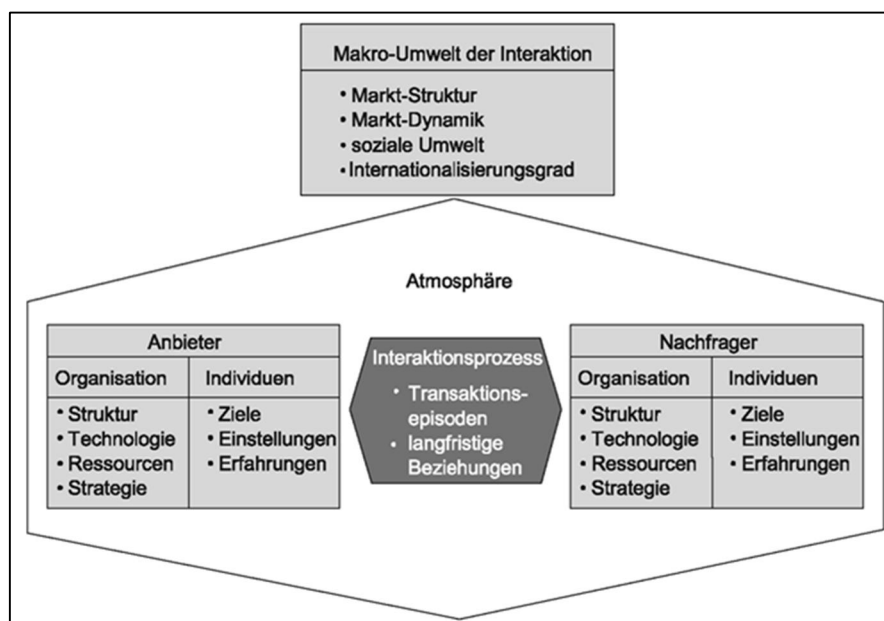 Makro-Umwelt der Interaktion
• Markt-Struktur
• Markt-Dynamik
• soziale Umwelt
• Internationalisierungsgrad
Atmosphäre
Anbieter
Organisation
• Struktur
• Technologie
• Ressourcen
• Strategie
Individuen
• Ziele
• Einstellungen
• Erfahrungen
Interaktionsprozess
• Transaktions-
episoden
• langfristige
Beziehungen
Nachfrager
Organisation
• Struktur
• Technologie
• Ressourcen
• Strategie
Individuen
• Ziele
• Einstellungen
• Erfahrungen